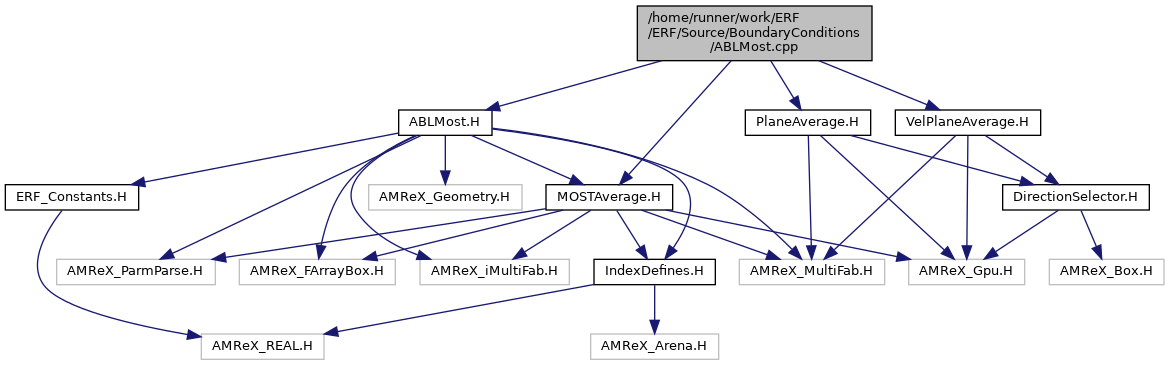 /home/runner/work/ERF
/ERF/Source/BoundaryConditions
/ABLMost.cpp
ABLMost.H
PlaneAverage.H
VelPlaneAverage.H
ERF_Constants.H
AMReX_Geometry.H
MOSTAverage.H
DirectionSelector.H
AMReX_ParmParse.H
AMReX_FArrayBox.H
AMReX_iMultiFab.H
IndexDefines.H
AMReX_MultiFab.H
AMReX_Gpu.H
AMReX_Box.H
AMReX_REAL.H
AMReX_Arena.H